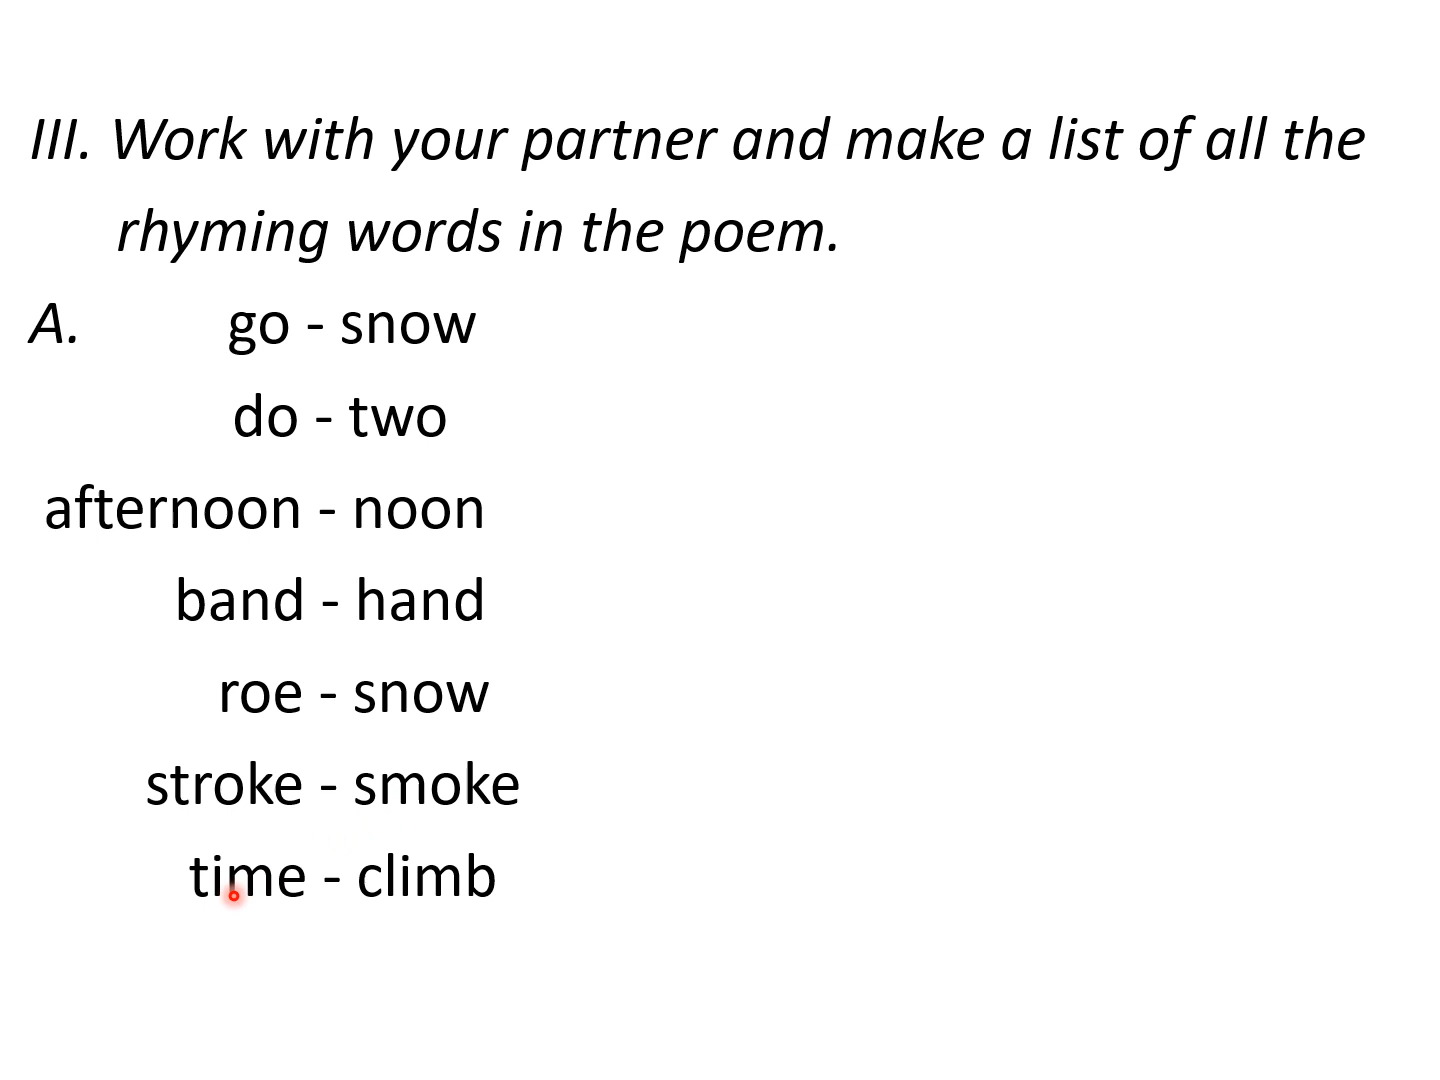 III. Work with your partner and make a list of all the
rhyming words in the poem.
A. go - snow
do - two
afternoon - noon
band - hand
roe - snow
stroke - smoke
time - climb